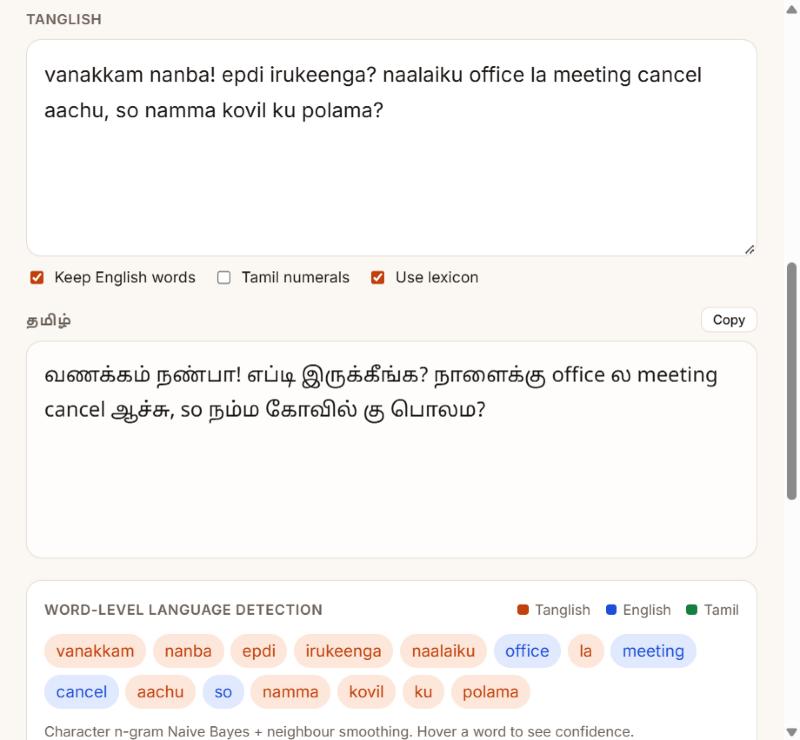 TANGLISH
vanakkam nanba! epdi irukeenga? naalaiku office la meeting cancel
aachu, so namma kovil ku polama?
Keep English words Tamil numerals Use lexicon
தமிழ் Copy
வணக்கம் நண்பா! எப்டி இருக்கீங்க? நாளைக்கு office ல meeting
cancel ஆச்சு, so நம்ம கோவில் கு பொலம?
WORD-LEVEL LANGUAGE DETECTION Tanglish English Tamil
vanakkam nanba epdi irukeenga naalaiku office la meeting
cancel aachu so namma kovil ku polama
Character n-gram Naive Bayes + neighbour smoothing. Hover a word to see confidence.